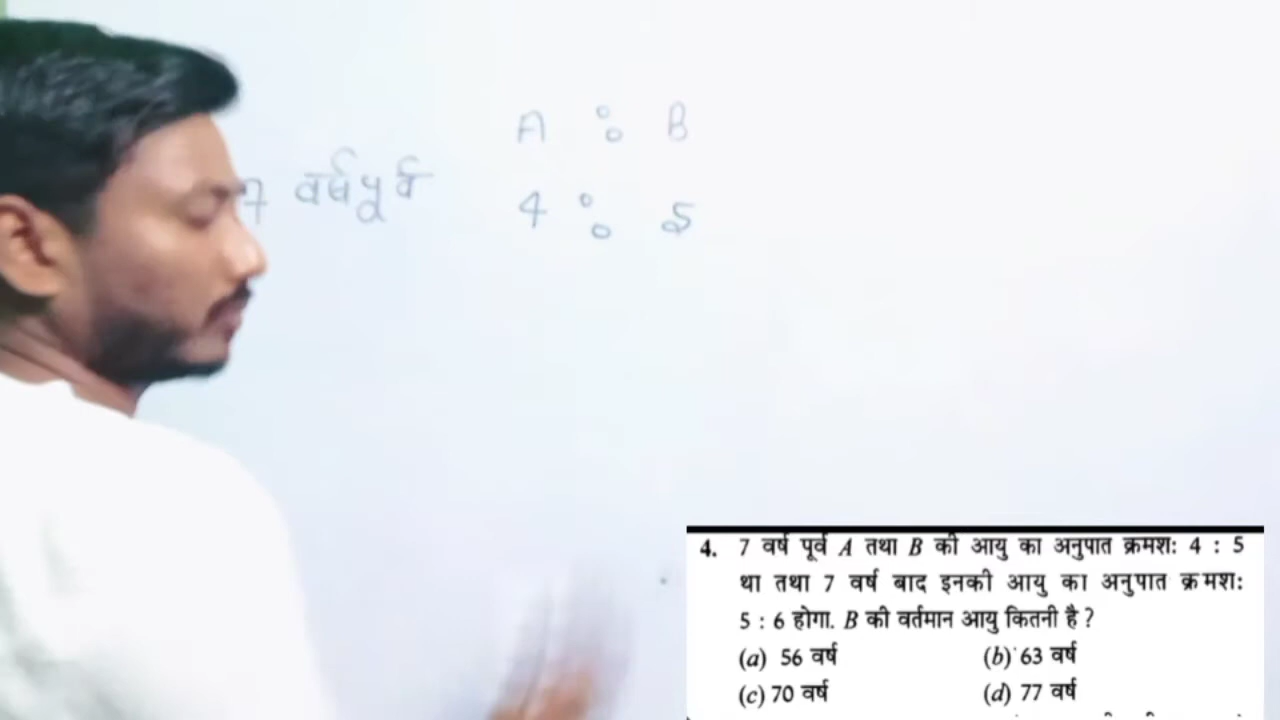 A : B
7 वर्ष पूर्व 4 : 5
4. 7 वर्ष पूर्व A तथा B की आयु का अनुपात क्रमशः 4 : 5
था तथा 7 वर्ष बाद इनकी आयु का अनुपात क्रमशः
5 : 6 होगा. B की वर्तमान आयु कितनी है ?
(a) 56 वर्ष (b) 63 वर्ष
(c) 70 वर्ष (d) 77 वर्ष